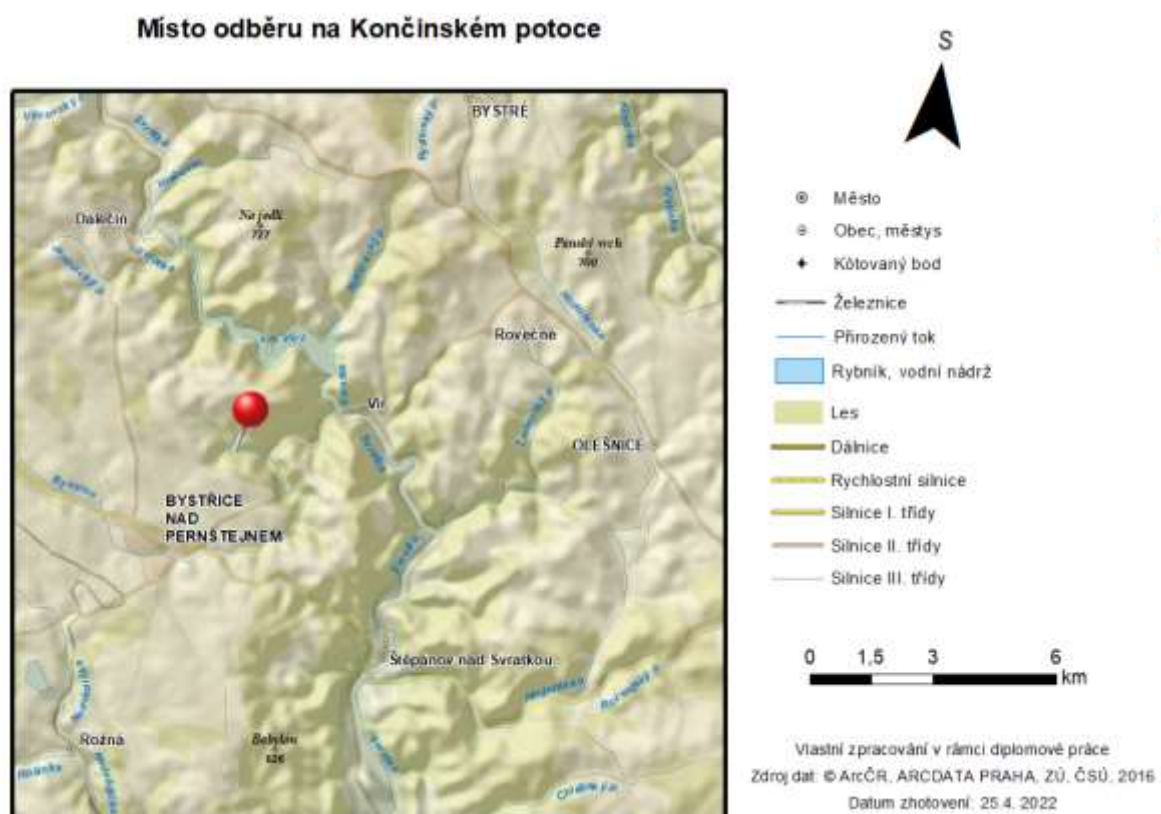 Místo odběru na Končinském potoce
S
BYSTRÉ
Dalečín
Na jedli
727
Panský vrch
700
Rovečné
Vír
OLEŠNICE
BYSTŘICE
NAD
PERNŠTEJNEM
Štěpánov nad Svratkou
Rožná
Babylon
Město
Obec, městys
Kótovaný bod
Železnice
Přirozený tok
Rybník, vodní nádrž
Les
Dálnice
Rychlostní silnice
Silnice I. třídy
Silnice II. třídy
Silnice III. třídy
0 1,5 3 6
km
Vlastní zpracování v rámci diplomové práce
Zdroj dat: © ArcČR, ARCDATA PRAHA, ZÚ, ČSÚ, 2016
Datum zhotovení: 25.4. 2022